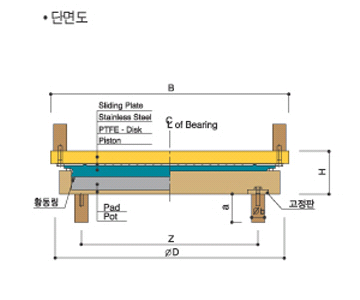 • 단면도
B
Sliding Plate
Stainless Steel
PTFE - Disk
Piston
℄ of Bearing
H
활동링
Pad
Pot
a
Øb
고정판
Z
ØD